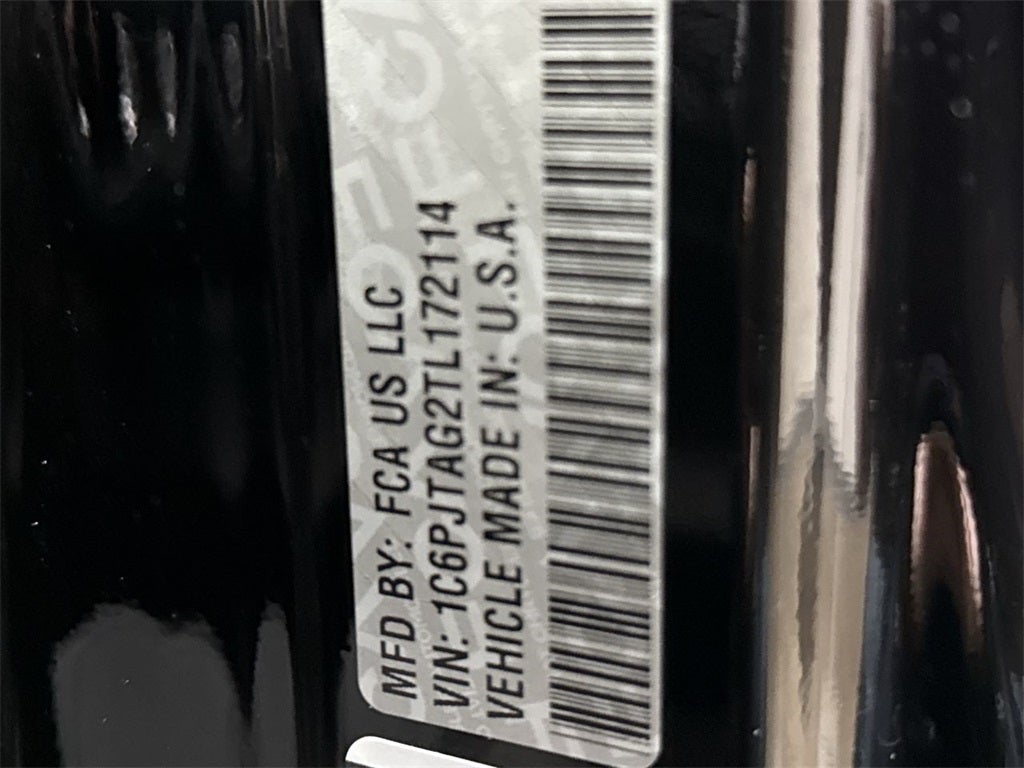 MFD BY: FCA US LLC
VIN: 1C6PJTAG2TL172114
VEHICLE MADE IN: U.S.A.